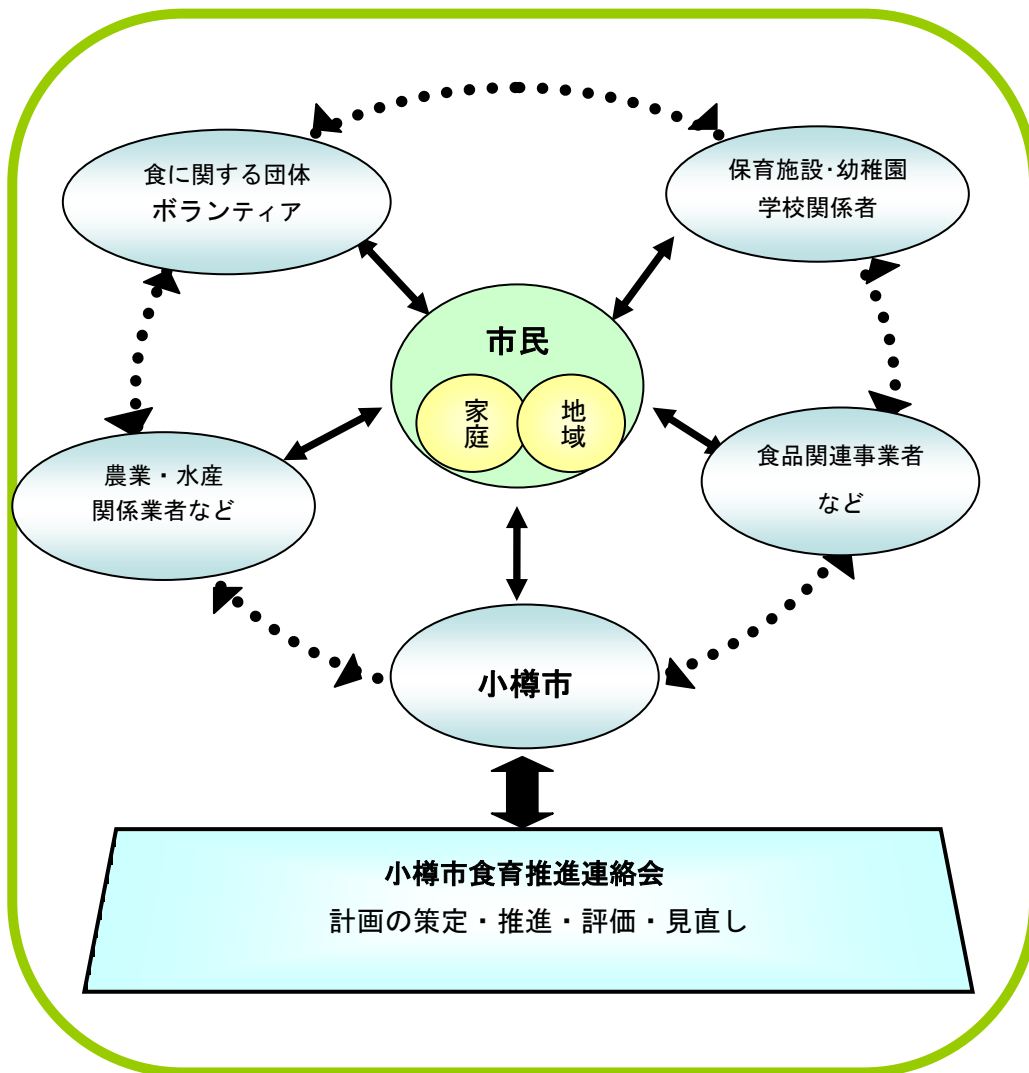 食に関する団体
ボランティア
保育施設･幼稚園
学校関係者
市民
家庭
地域
農業・水産
関係業者など
食品関連事業者
など
小樽市
小樽市食育推進連絡会
計画の策定・推進・評価・見直し